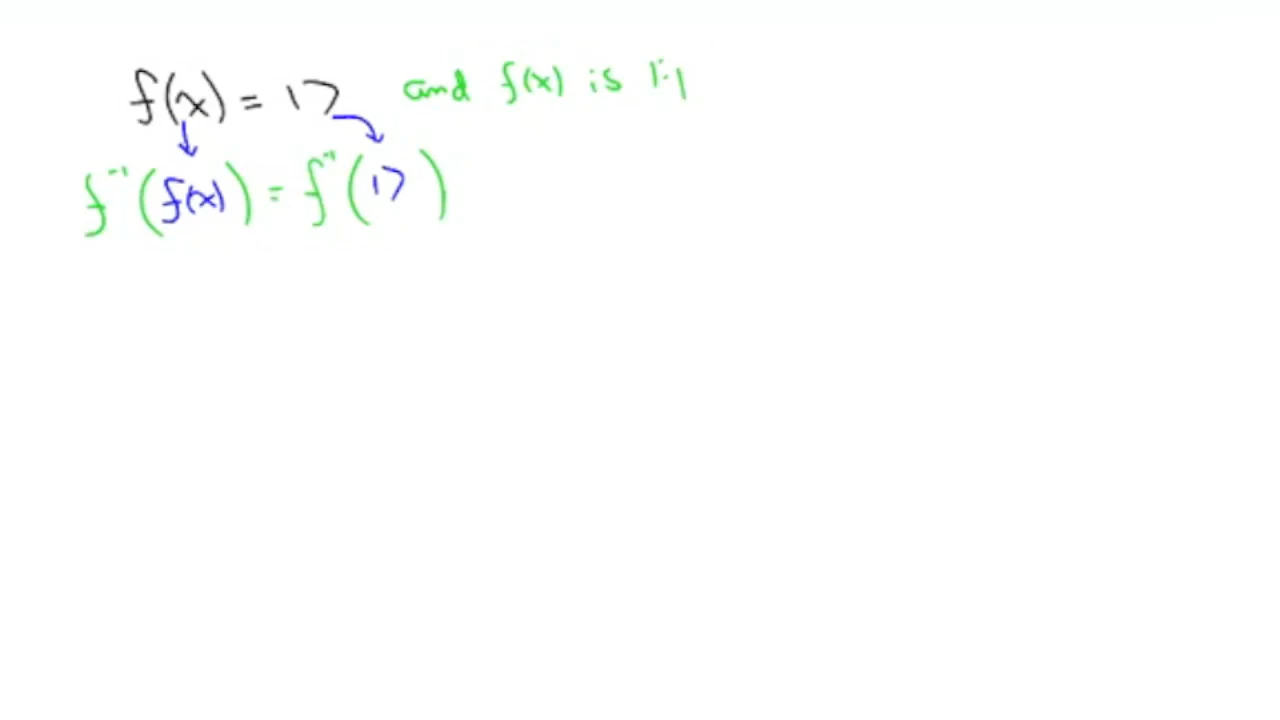 f(x) = 17 and f(x) is 1:1
f⁻¹(f(x)) = f⁻¹(17)